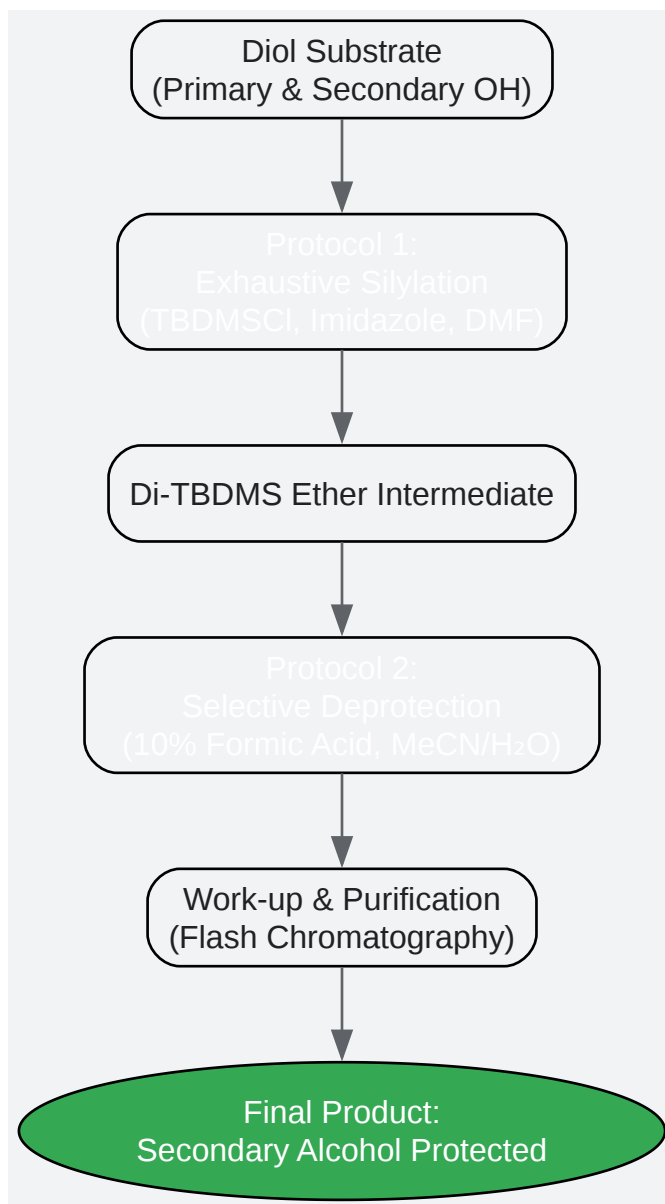 Diol Substrate
(Primary & Secondary OH)
Protocol 1:
Exhaustive Silylation
(TBDMSCl, Imidazole, DMF)
Di-TBDMS Ether Intermediate
Protocol 2:
Selective Deprotection
(10% Formic Acid, MeCN/H₂O)
Work-up & Purification
(Flash Chromatography)
Final Product:
Secondary Alcohol Protected